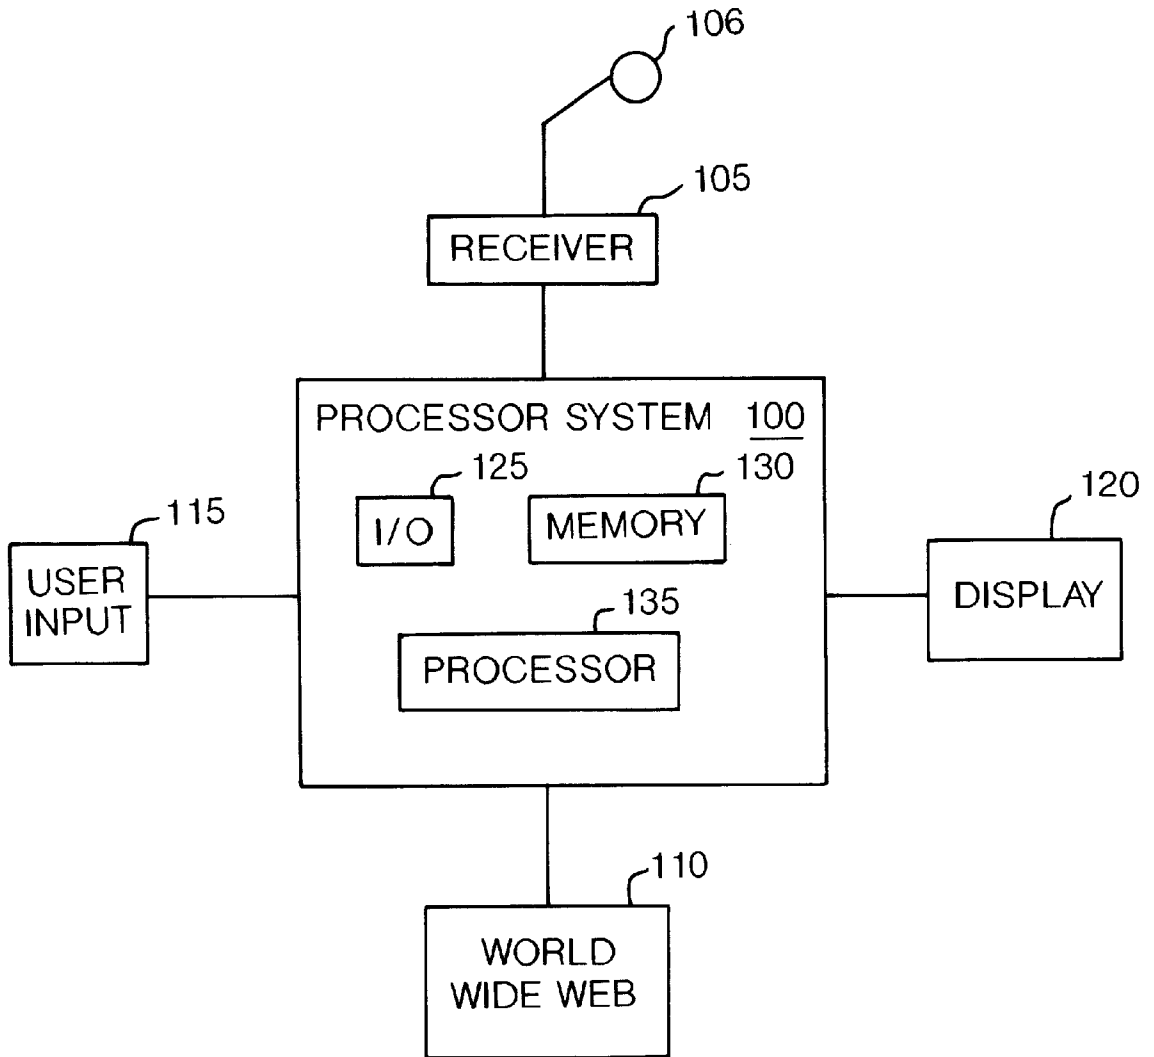 106
105
RECEIVER
PROCESSOR SYSTEM 100
125
130
I/O
MEMORY
115
120
USER
INPUT
DISPLAY
135
PROCESSOR
110
WORLD
WIDE WEB